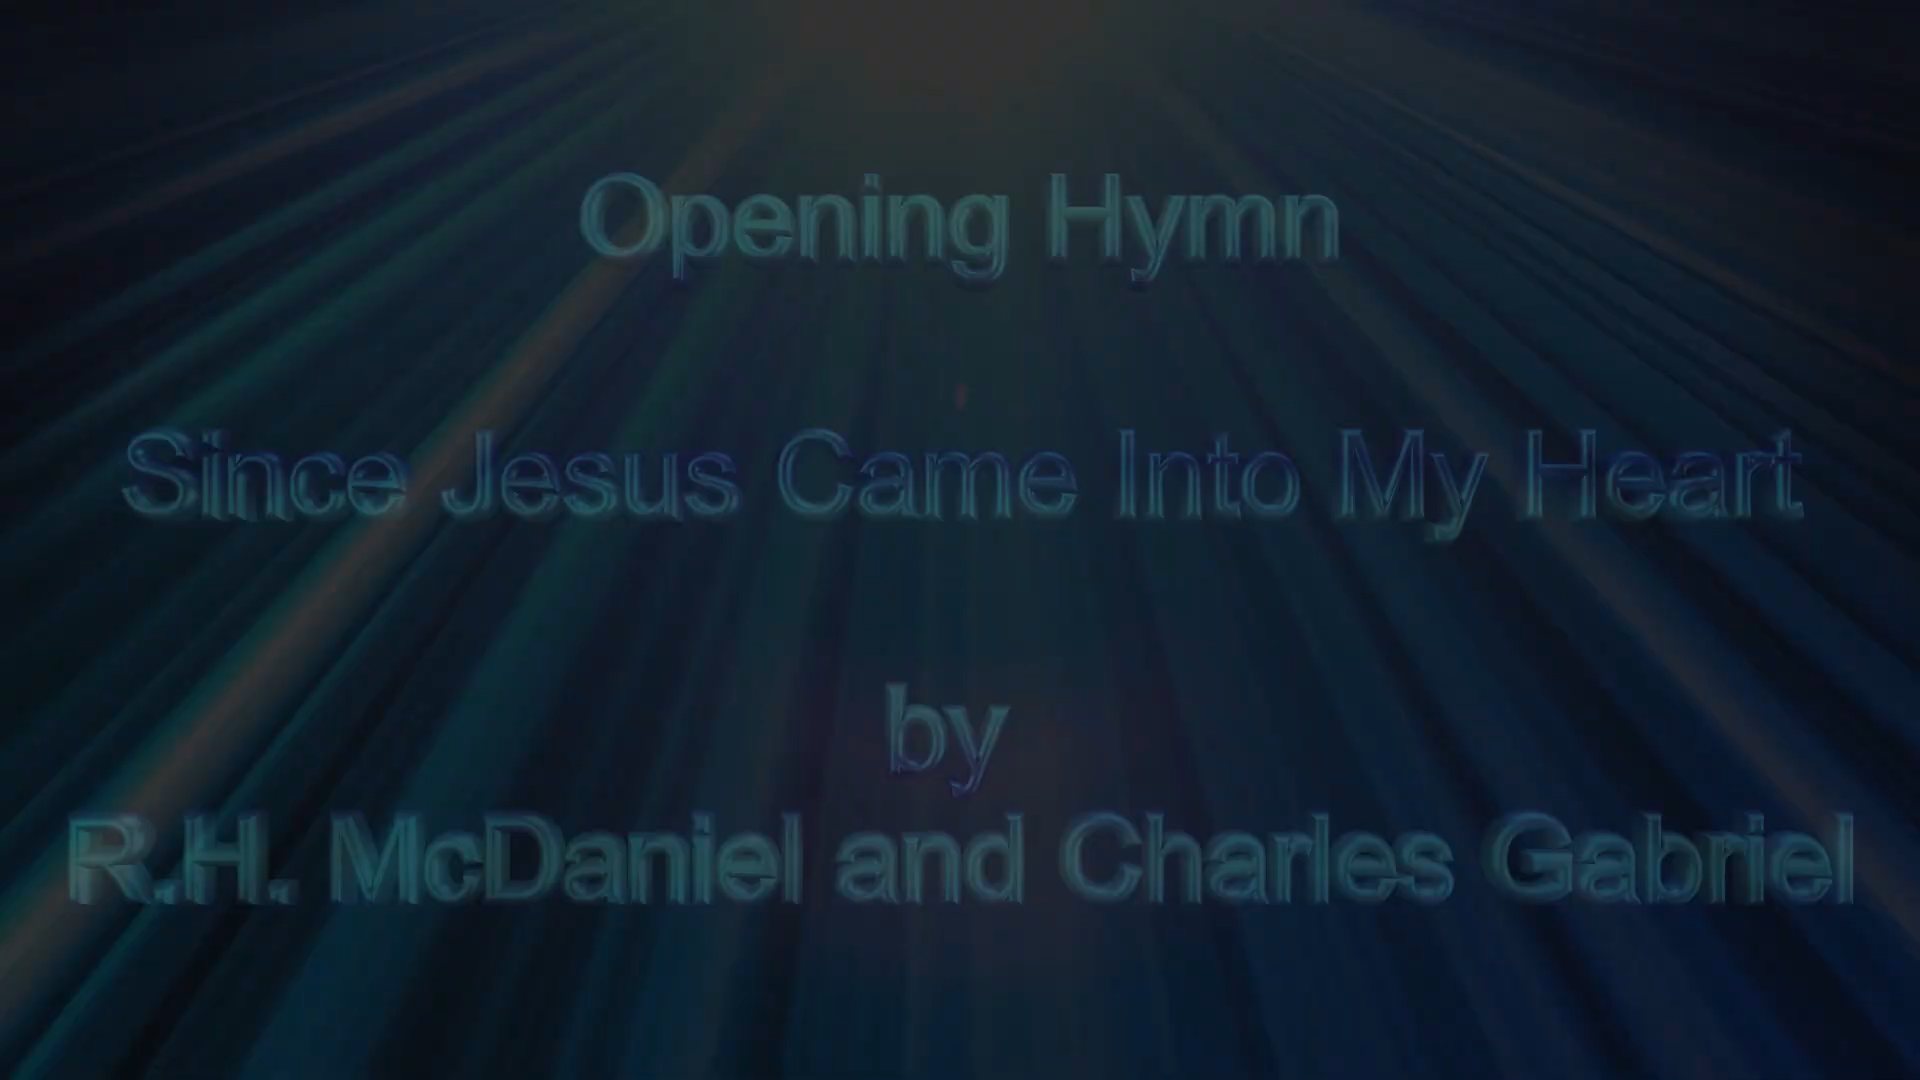 Opening Hymn
Since Jesus Came Into My Heart
by
R.H. McDaniel and Charles Gabriel